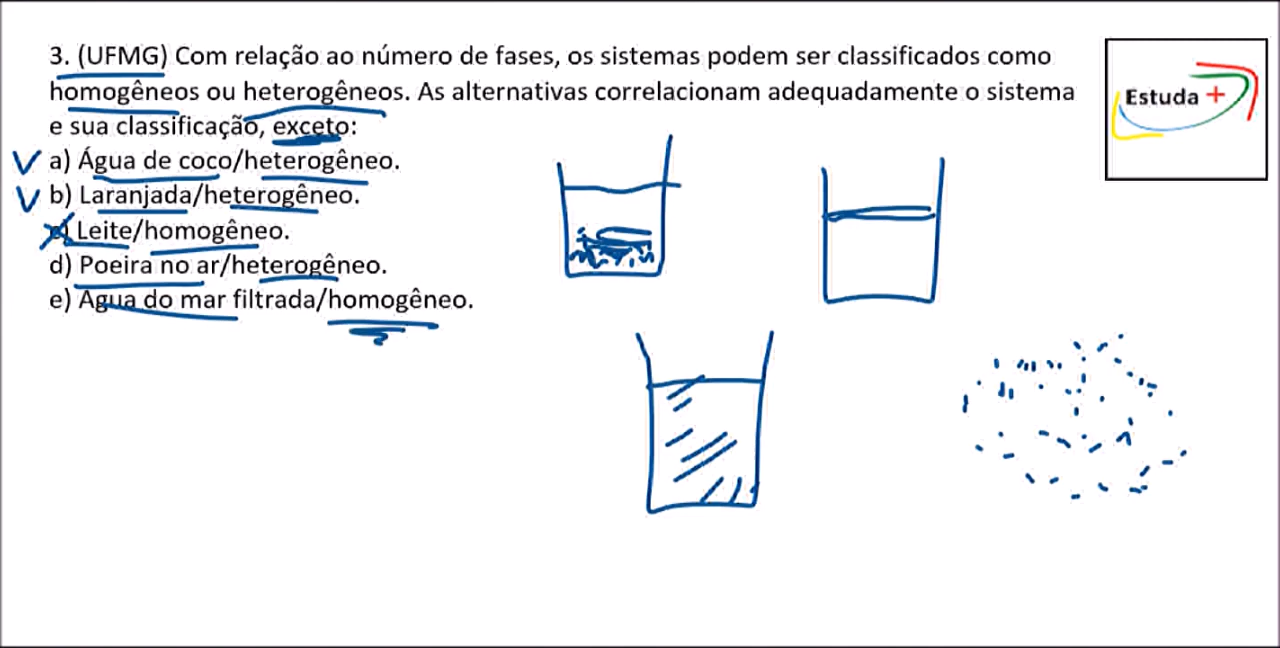 3. (UFMG) Com relação ao número de fases, os sistemas podem ser classificados como
homogêneos ou heterogêneos. As alternativas correlacionam adequadamente o sistema
e sua classificação, exceto:
a) Água de coco/heterogêneo.
b) Laranjada/heterogêneo.
c) Leite/homogêneo.
d) Poeira no ar/heterogêneo.
e) Água do mar filtrada/homogêneo.
Estuda +